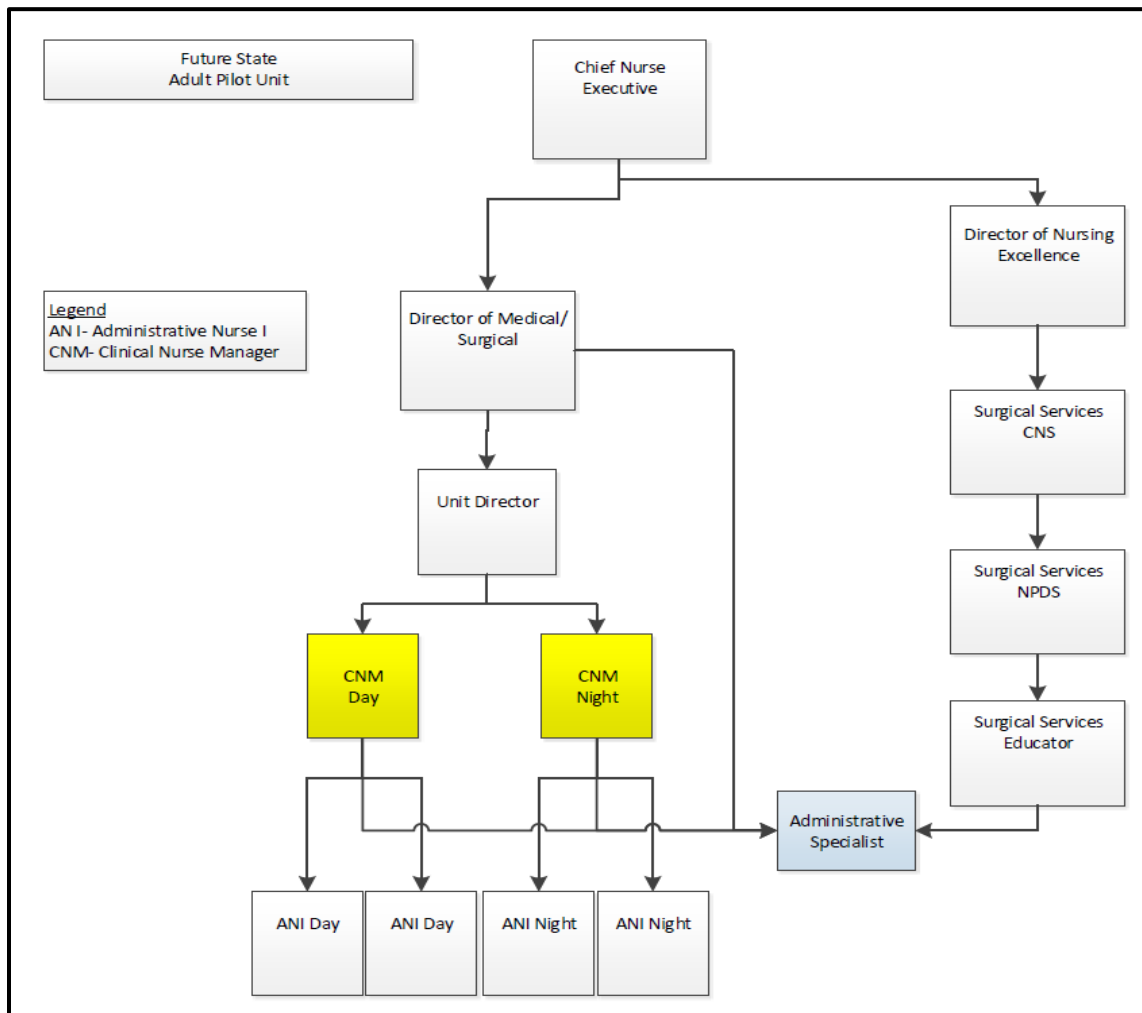 Future State
Adult Pilot Unit
Chief Nurse
Executive
Director of Nursing
Excellence
Legend
AN I- Administrative Nurse I
CNM- Clinical Nurse Manager
Director of Medical/
Surgical
Surgical Services
CNS
Unit Director
Surgical Services
NPDS
CNM
Day
CNM
Night
Surgical Services
Educator
Administrative
Specialist
ANI Day
ANI Day
ANI Night
ANI Night